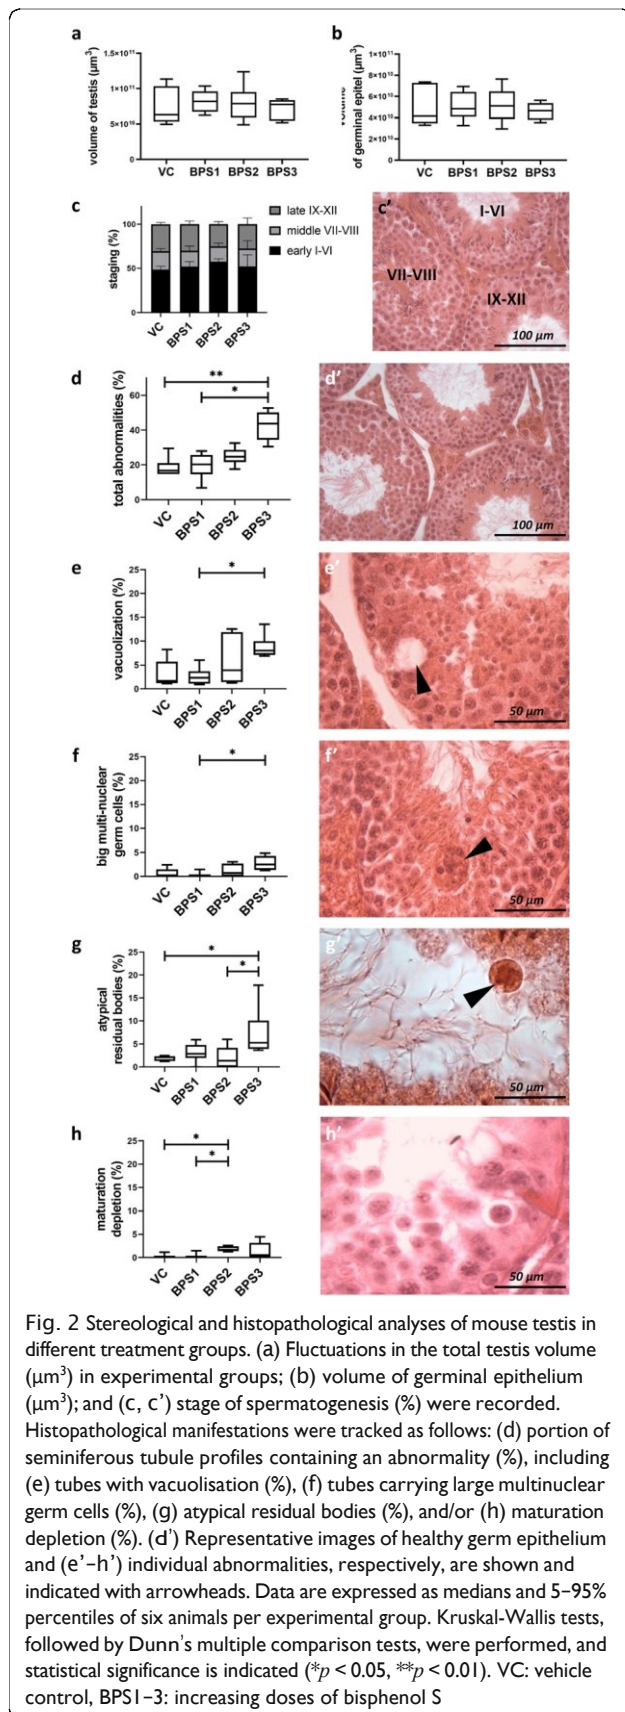 a
volume of testis (µm³)
1.5×10¹¹
1×10¹¹
5×10¹⁰
0
VC BPS1 BPS2 BPS3
b
volume
of germinal epitel (µm³)
1×10¹¹
8×10¹⁰
6×10¹⁰
4×10¹⁰
2×10¹⁰
0
VC BPS1 BPS2 BPS3
c
staging (%)
100
50
0
VC BPS1 BPS2 BPS3
late IX-XII
middle VII-VIII
early I-VI
c'
I-VI
VII-VIII
IX-XII
100 µm
d
total abnormalities (%)
60
40
20
0
** 
*
VC BPS1 BPS2 BPS3
d'
100 µm
e
vacuolization (%)
25
20
15
10
5
0
*
VC BPS1 BPS2 BPS3
e'
50 µm
f
big multi-nuclear
germ cells (%)
25
20
15
10
5
0
*
VC BPS1 BPS2 BPS3
f'
50 µm
g
atypical
residual bodies (%)
25
20
15
10
5
0
*
*
VC BPS1 BPS2 BPS3
g'
50 µm
h
maturation
depletion (%)
25
20
15
10
5
0
*
*
VC BPS1 BPS2 BPS3
h'
50 µm
Fig. 2 Stereological and histopathological analyses of mouse testis in
different treatment groups. (a) Fluctuations in the total testis volume
(µm³) in experimental groups; (b) volume of germinal epithelium
(µm³); and (c, c') stage of spermatogenesis (%) were recorded.
Histopathological manifestations were tracked as follows: (d) portion of
seminiferous tubule profiles containing an abnormality (%), including
(e) tubes with vacuolisation (%), (f) tubes carrying large multinuclear
germ cells (%), (g) atypical residual bodies (%), and/or (h) maturation
depletion (%). (d') Representative images of healthy germ epithelium
and (e'–h') individual abnormalities, respectively, are shown and
indicated with arrowheads. Data are expressed as medians and 5–95%
percentiles of six animals per experimental group. Kruskal-Wallis tests,
followed by Dunn's multiple comparison tests, were performed, and
statistical significance is indicated (*p < 0.05, **p < 0.01). VC: vehicle
control, BPS1–3: increasing doses of bisphenol S